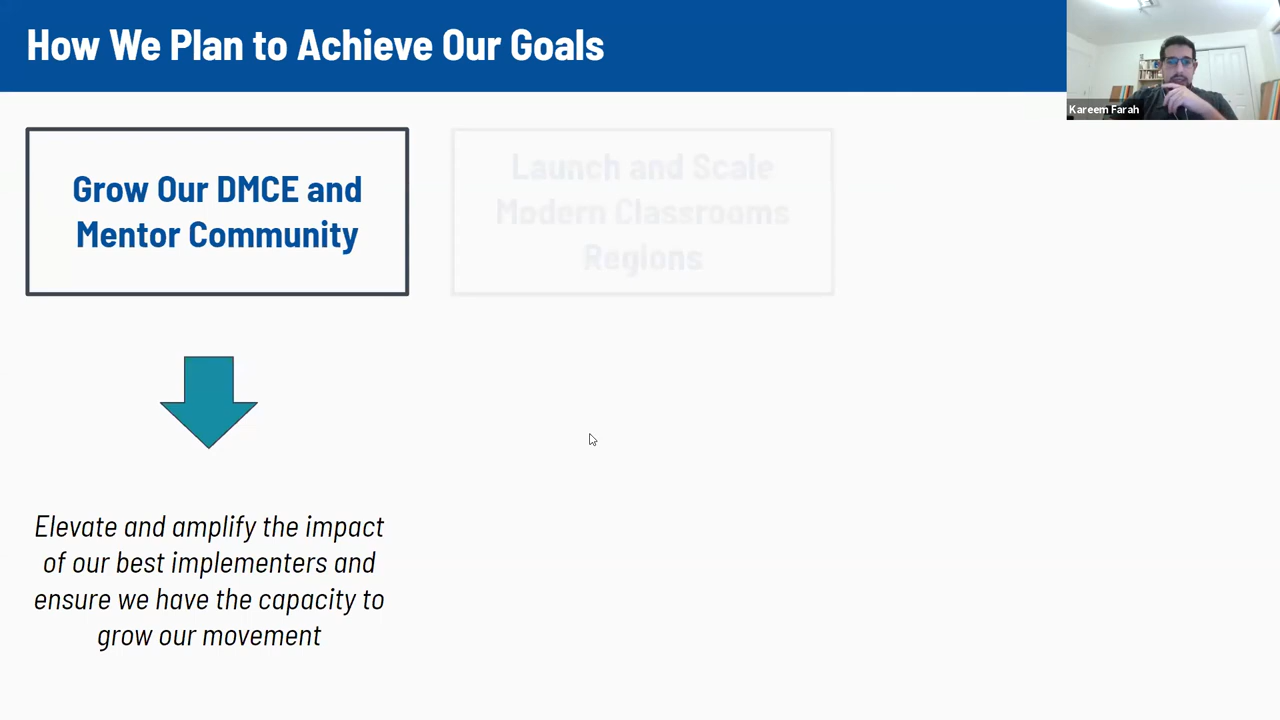 How We Plan to Achieve Our Goals
Kareem Farah
Grow Our DMCE and
Mentor Community
Launch and Scale
Modern Classrooms
Regions
Elevate and amplify the impact
of our best implementers and
ensure we have the capacity to
grow our movement